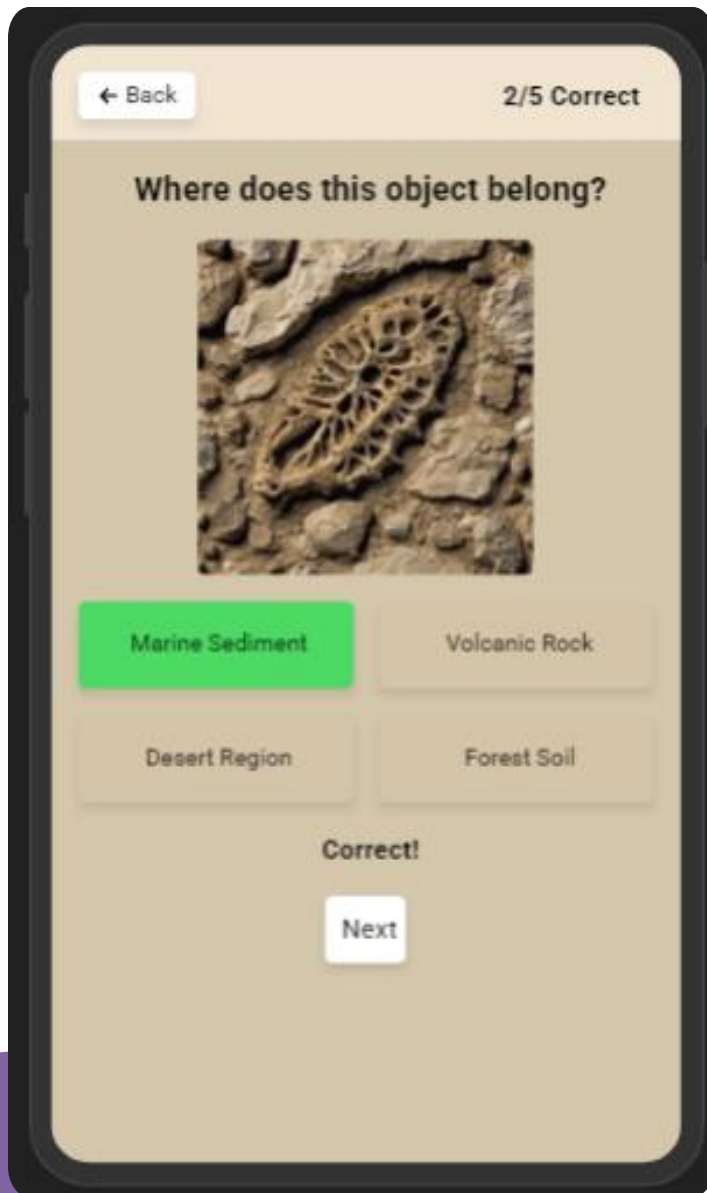 ← Back
2/5 Correct
Where does this object belong?
Marine Sediment
Volcanic Rock
Desert Region
Forest Soil
Correct!
Next